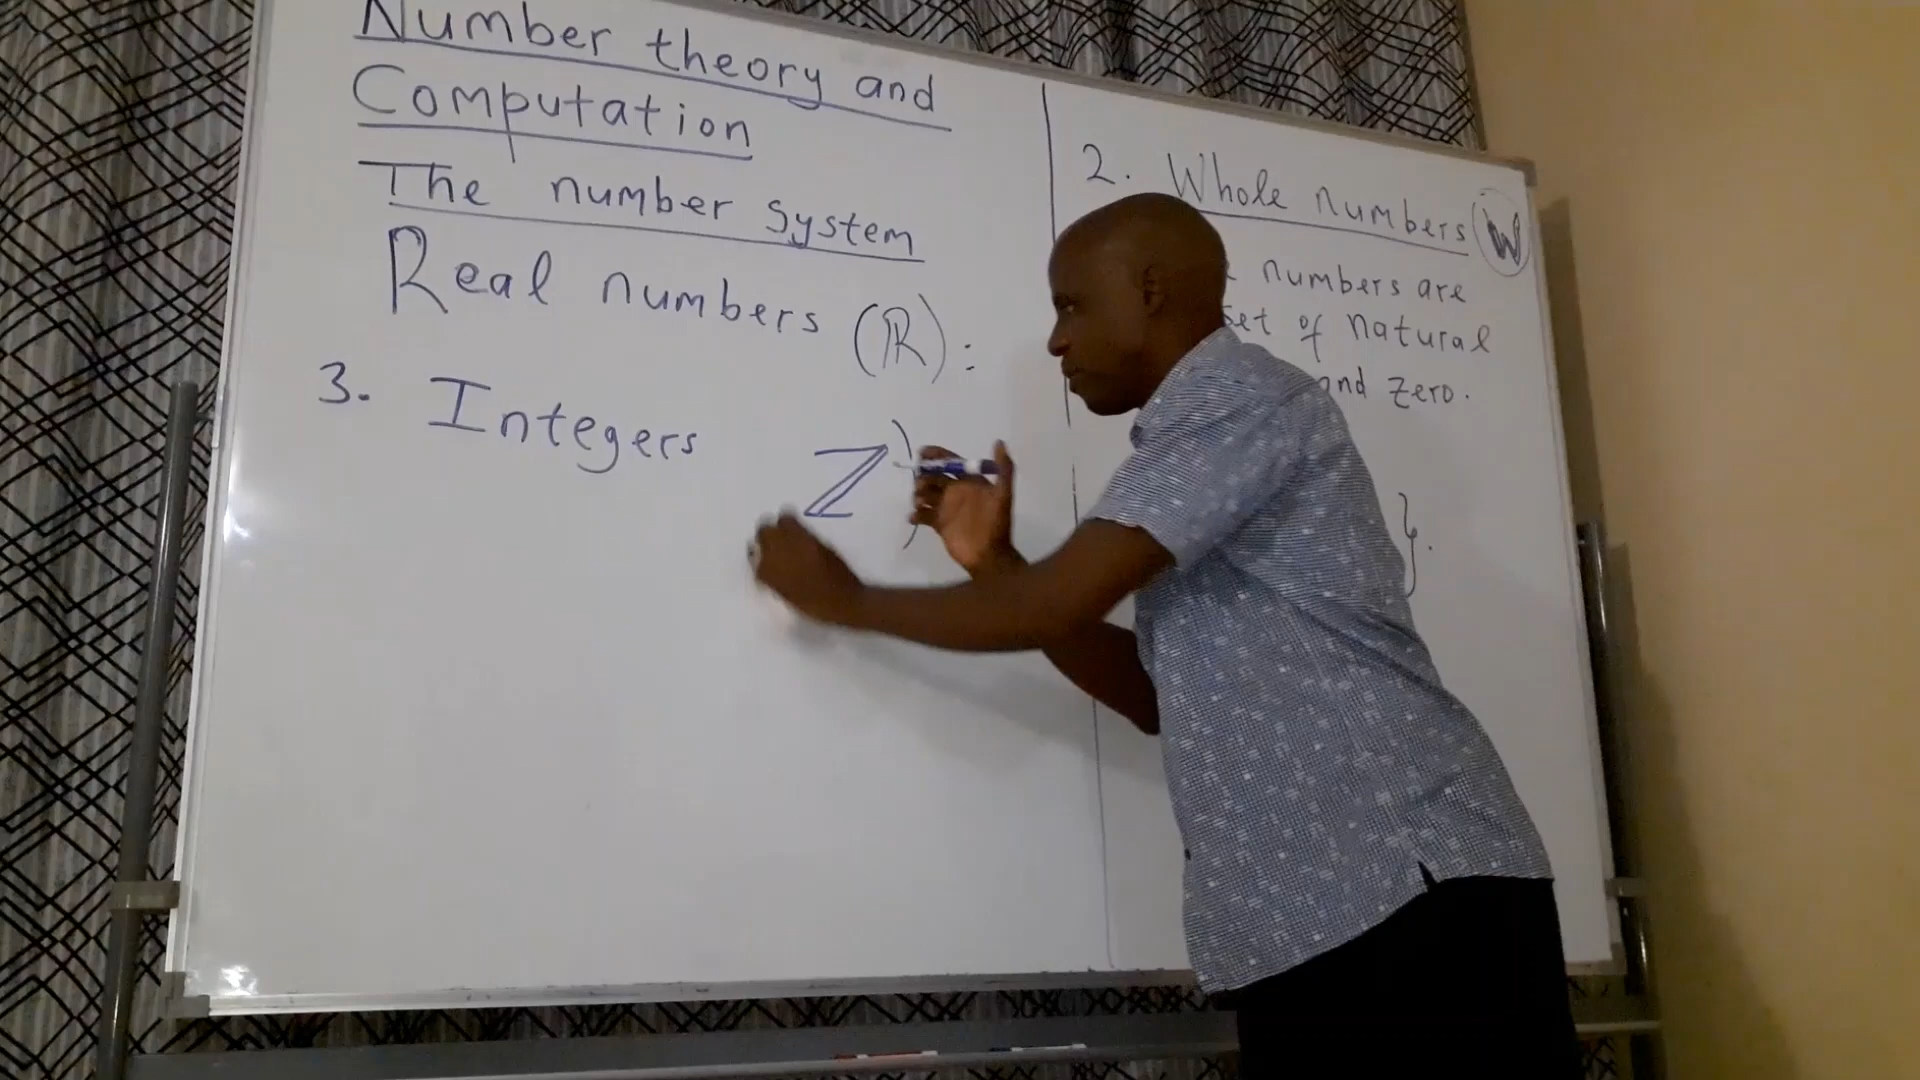 Number theory and
Computation
The number system
Real numbers (ℝ):
3. Integers ℤ)
2. Whole numbers W
numbers are
set of natural
and zero.
}.